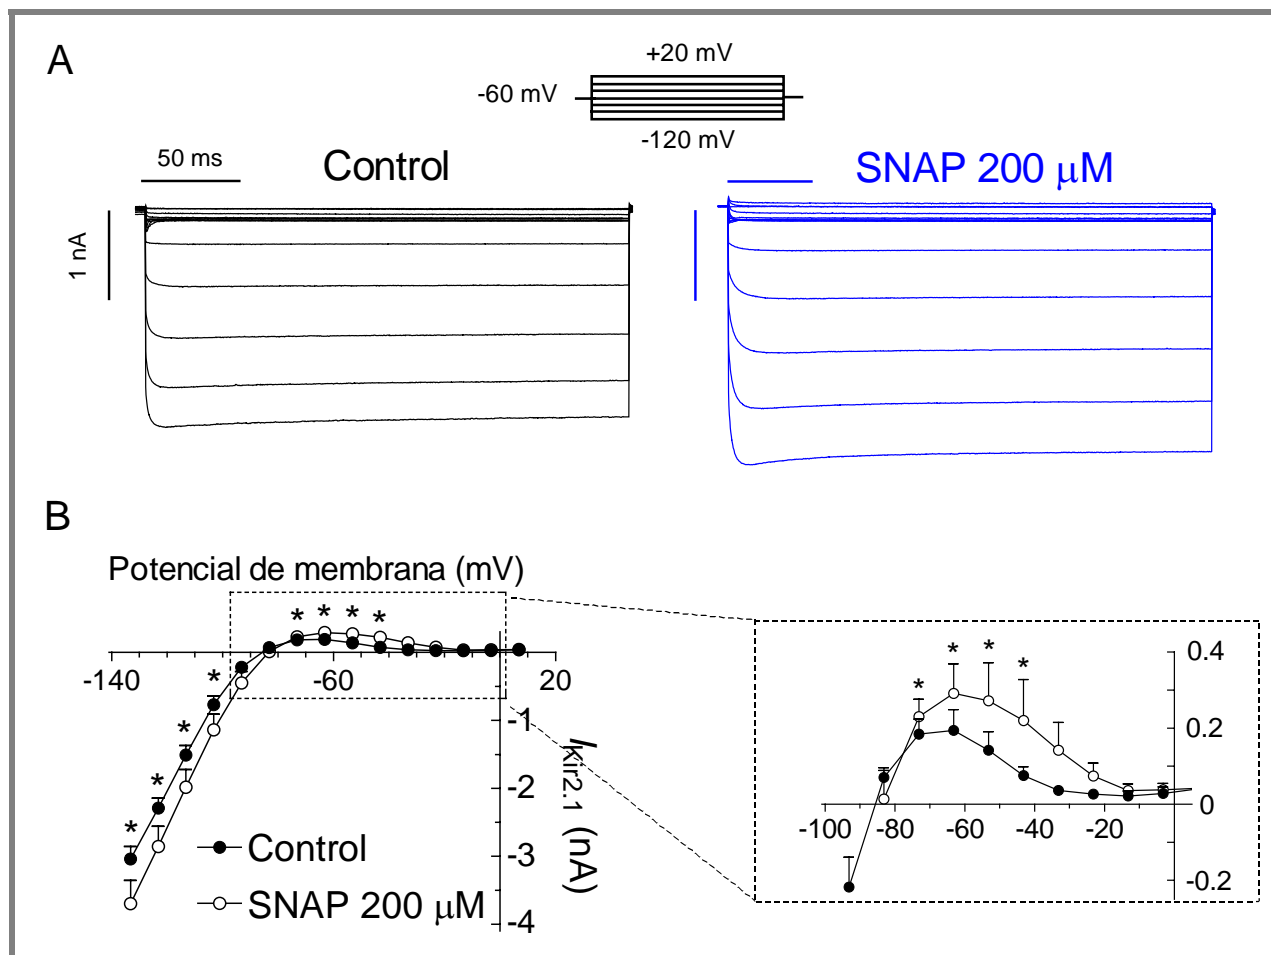 A
+20 mV
-60 mV
-120 mV
50 ms
Control
SNAP 200 μM
1 nA
B
Potencial de membrana (mV)
* * * *
*
*
*
*
-140
-60
20
-1
-2
-3
-4
IKir2.1 (nA)
Control
SNAP 200 μM
0.4
* * * *
0.2
0
-100 -80 -60 -40 -20
-0.2